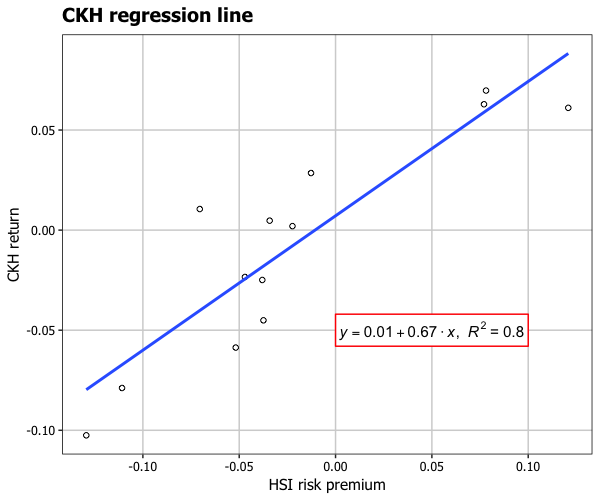 CKH regression line
CKH return
0.05
0.00
-0.05
-0.10
y = 0.01 + 0.67 · x, R² = 0.8
-0.10 -0.05 0.00 0.05 0.10
HSI risk premium